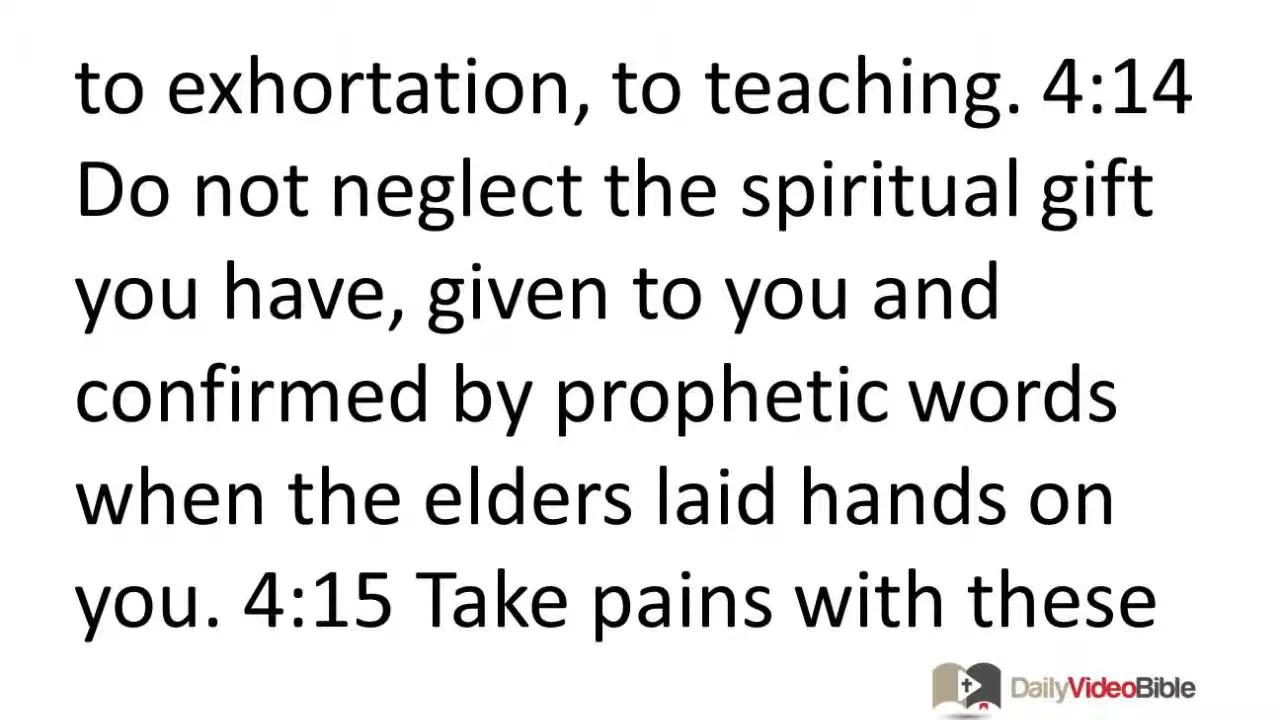 to exhortation, to teaching. 4:14
Do not neglect the spiritual gift
you have, given to you and
confirmed by prophetic words
when the elders laid hands on
you. 4:15 Take pains with these
DailyVideoBible